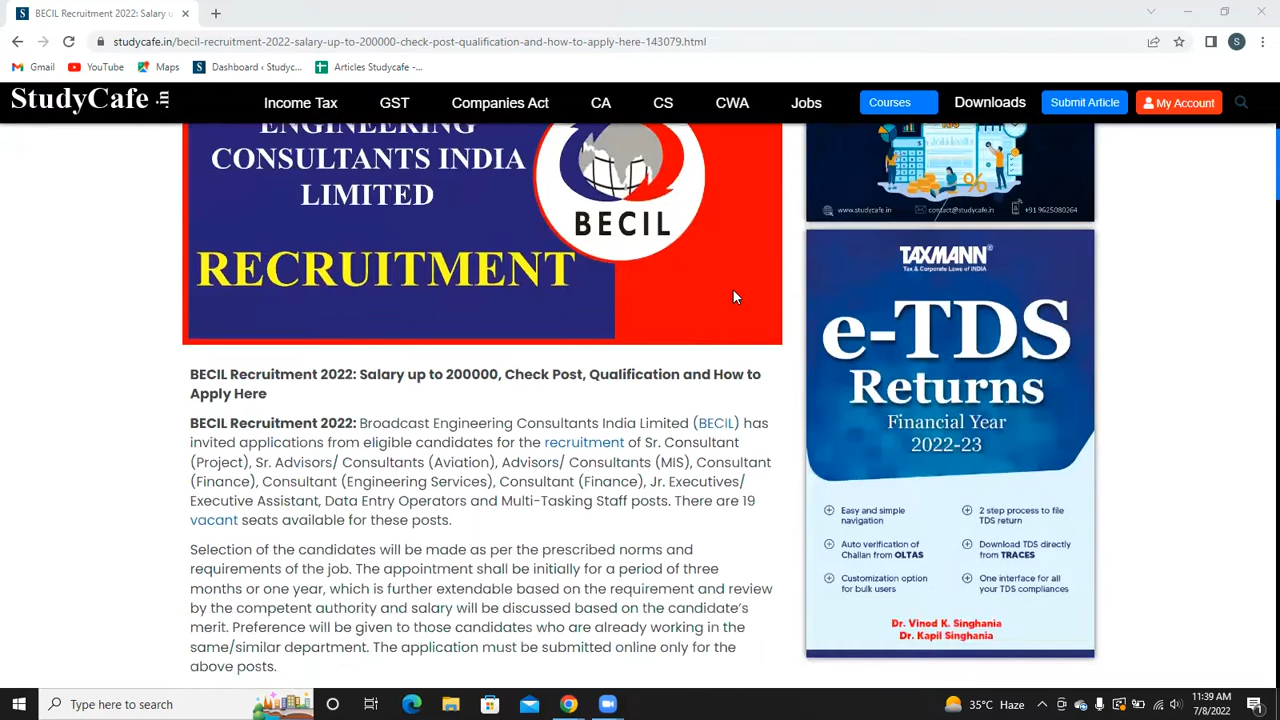 BECIL Recruitment 2022: Salary u
studycafe.in/becil-recruitment-2022-salary-up-to-200000-check-post-qualification-and-how-to-apply-here-143079.html
S
Gmail
YouTube
Maps
Dashboard ‹ Studyc...
Articles Studycafe -...
StudyCafe .in
Income Tax
GST
Companies Act
CA
CS
CWA
Jobs
Courses
Downloads
Submit Article
My Account
ENGINEERING
CONSULTANTS INDIA
LIMITED
BECIL
RECRUITMENT
BECIL Recruitment 2022: Salary up to 200000, Check Post, Qualification and How to
Apply Here
BECIL Recruitment 2022: Broadcast Engineering Consultants India Limited (BECIL) has
invited applications from eligible candidates for the recruitment of Sr. Consultant
(Project), Sr. Advisors/ Consultants (Aviation), Advisors/ Consultants (MIS), Consultant
(Finance), Consultant (Engineering Services), Consultant (Finance), Jr. Executives/
Executive Assistant, Data Entry Operators and Multi-Tasking Staff posts. There are 19
vacant seats available for these posts.
Selection of the candidates will be made as per the prescribed norms and
requirements of the job. The appointment shall be initially for a period of three
months or one year, which is further extendable based on the requirement and review
by the competent authority and salary will be discussed based on the candidate's
merit. Preference will be given to those candidates who are already working in the
same/similar department. The application must be submitted online only for the
above posts.
%
www.studycafe.in
contact@studycafe.in
+91 9625080264
TAXMANN®
Tax & Corporate Laws of INDIA
e-TDS
Returns
Financial Year
2022-23
Easy and simple
navigation
2 step process to file
TDS return
Auto verification of
Challan from OLTAS
Download TDS directly
from TRACES
Customization option
for bulk users
One interface for all
your TDS compliances
Dr. Vinod K. Singhania
Dr. Kapil Singhania
Type here to search
35°C Haze
11:39 AM
7/8/2022
1